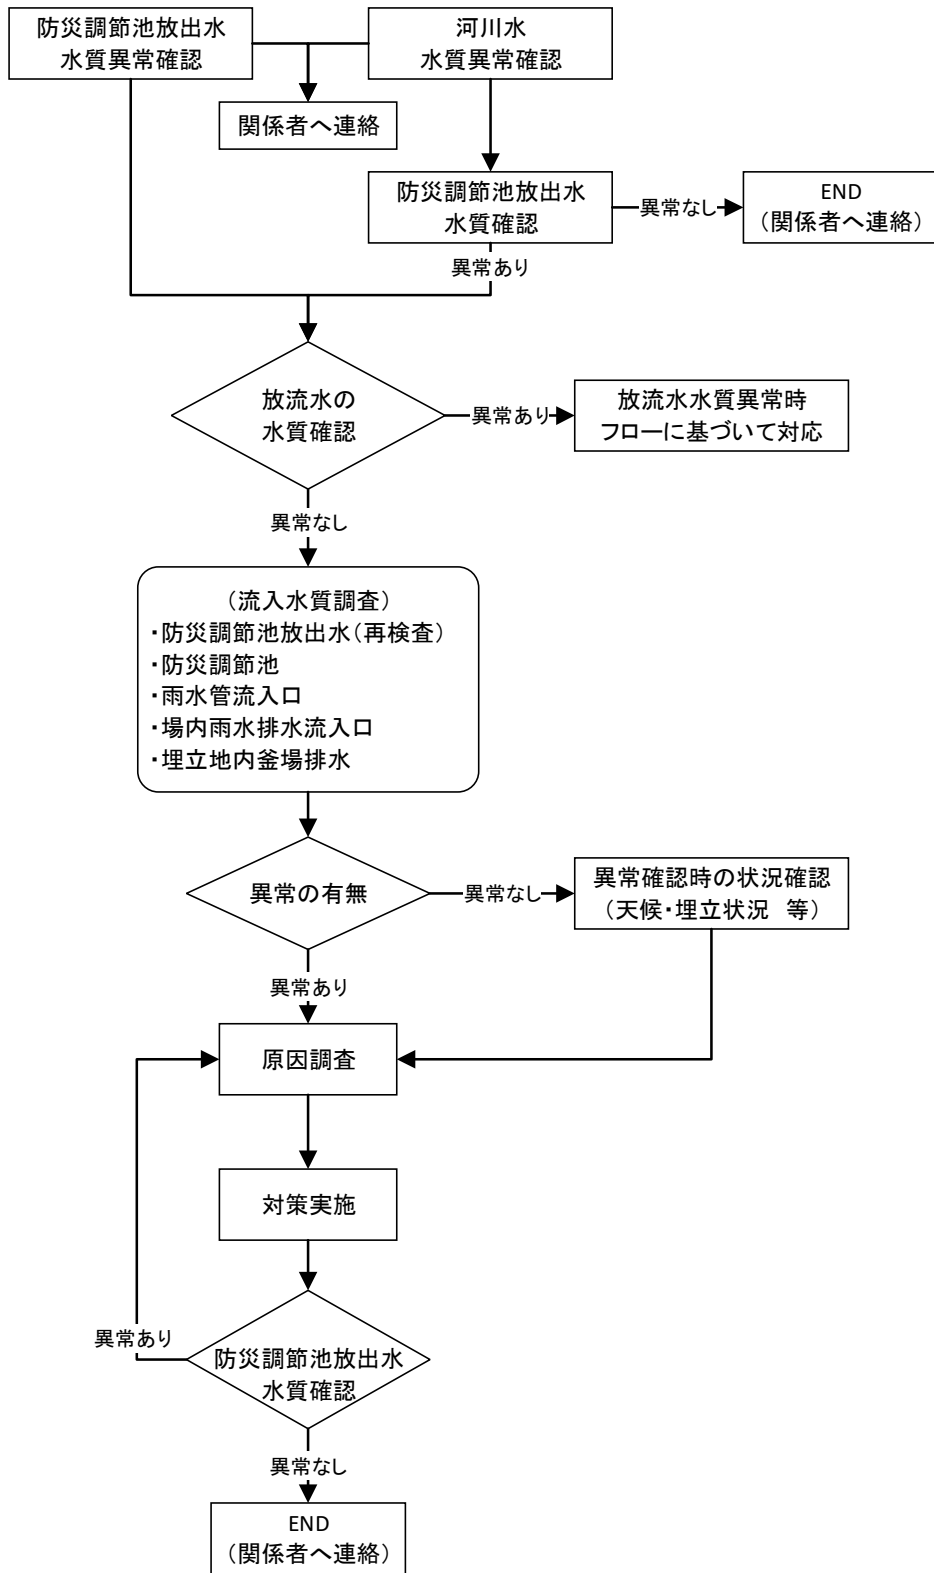 防災調節池放出水
水質異常確認
河川水
水質異常確認
関係者へ連絡
防災調節池放出水
水質確認
異常なし
END
（関係者へ連絡）
異常あり
放流水の
水質確認
異常あり
放流水水質異常時
フローに基づいて対応
異常なし
（流入水質調査）
・防災調節池放出水（再検査）
・防災調節池
・雨水管流入口
・場内雨水排水流入口
・埋立地内釜場排水
異常の有無
異常なし
異常確認時の状況確認
（天候・埋立状況　等）
異常あり
原因調査
対策実施
異常あり
防災調節池放出水
水質確認
異常なし
END
（関係者へ連絡）